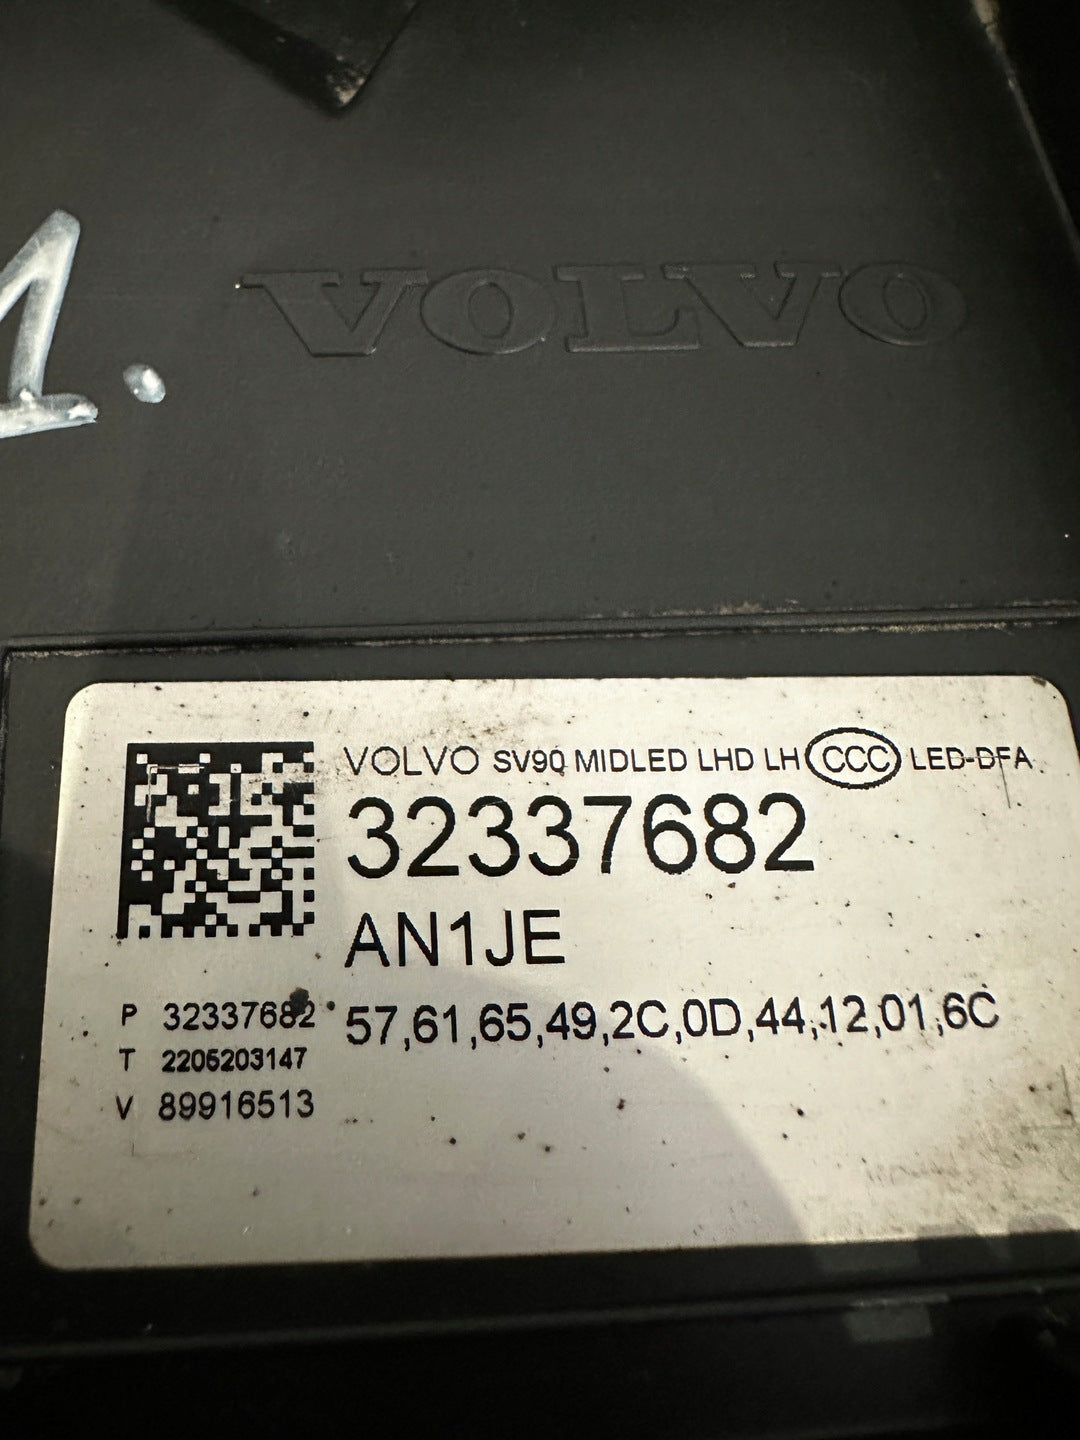 1.
VOLVO
VOLVO SV90 MIDLED LHD LH CCC LED-DFA
32337682
AN1JE
P 32337682
57,61,65,49,2C,0D,44,12,01,6C
T 2205203147
V 89916513